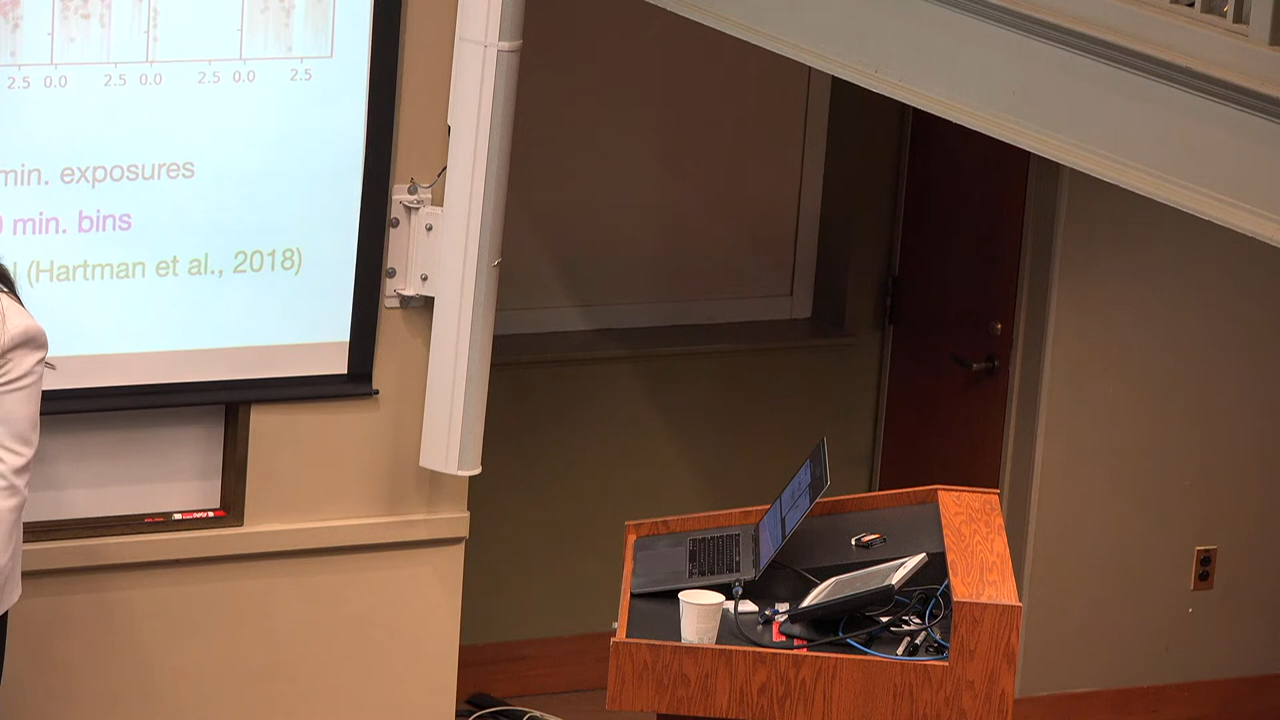 2.5 0.0 2.5 0.0 2.5 0.0 2.5
min. exposures
min. bins
(Hartman et al., 2018)